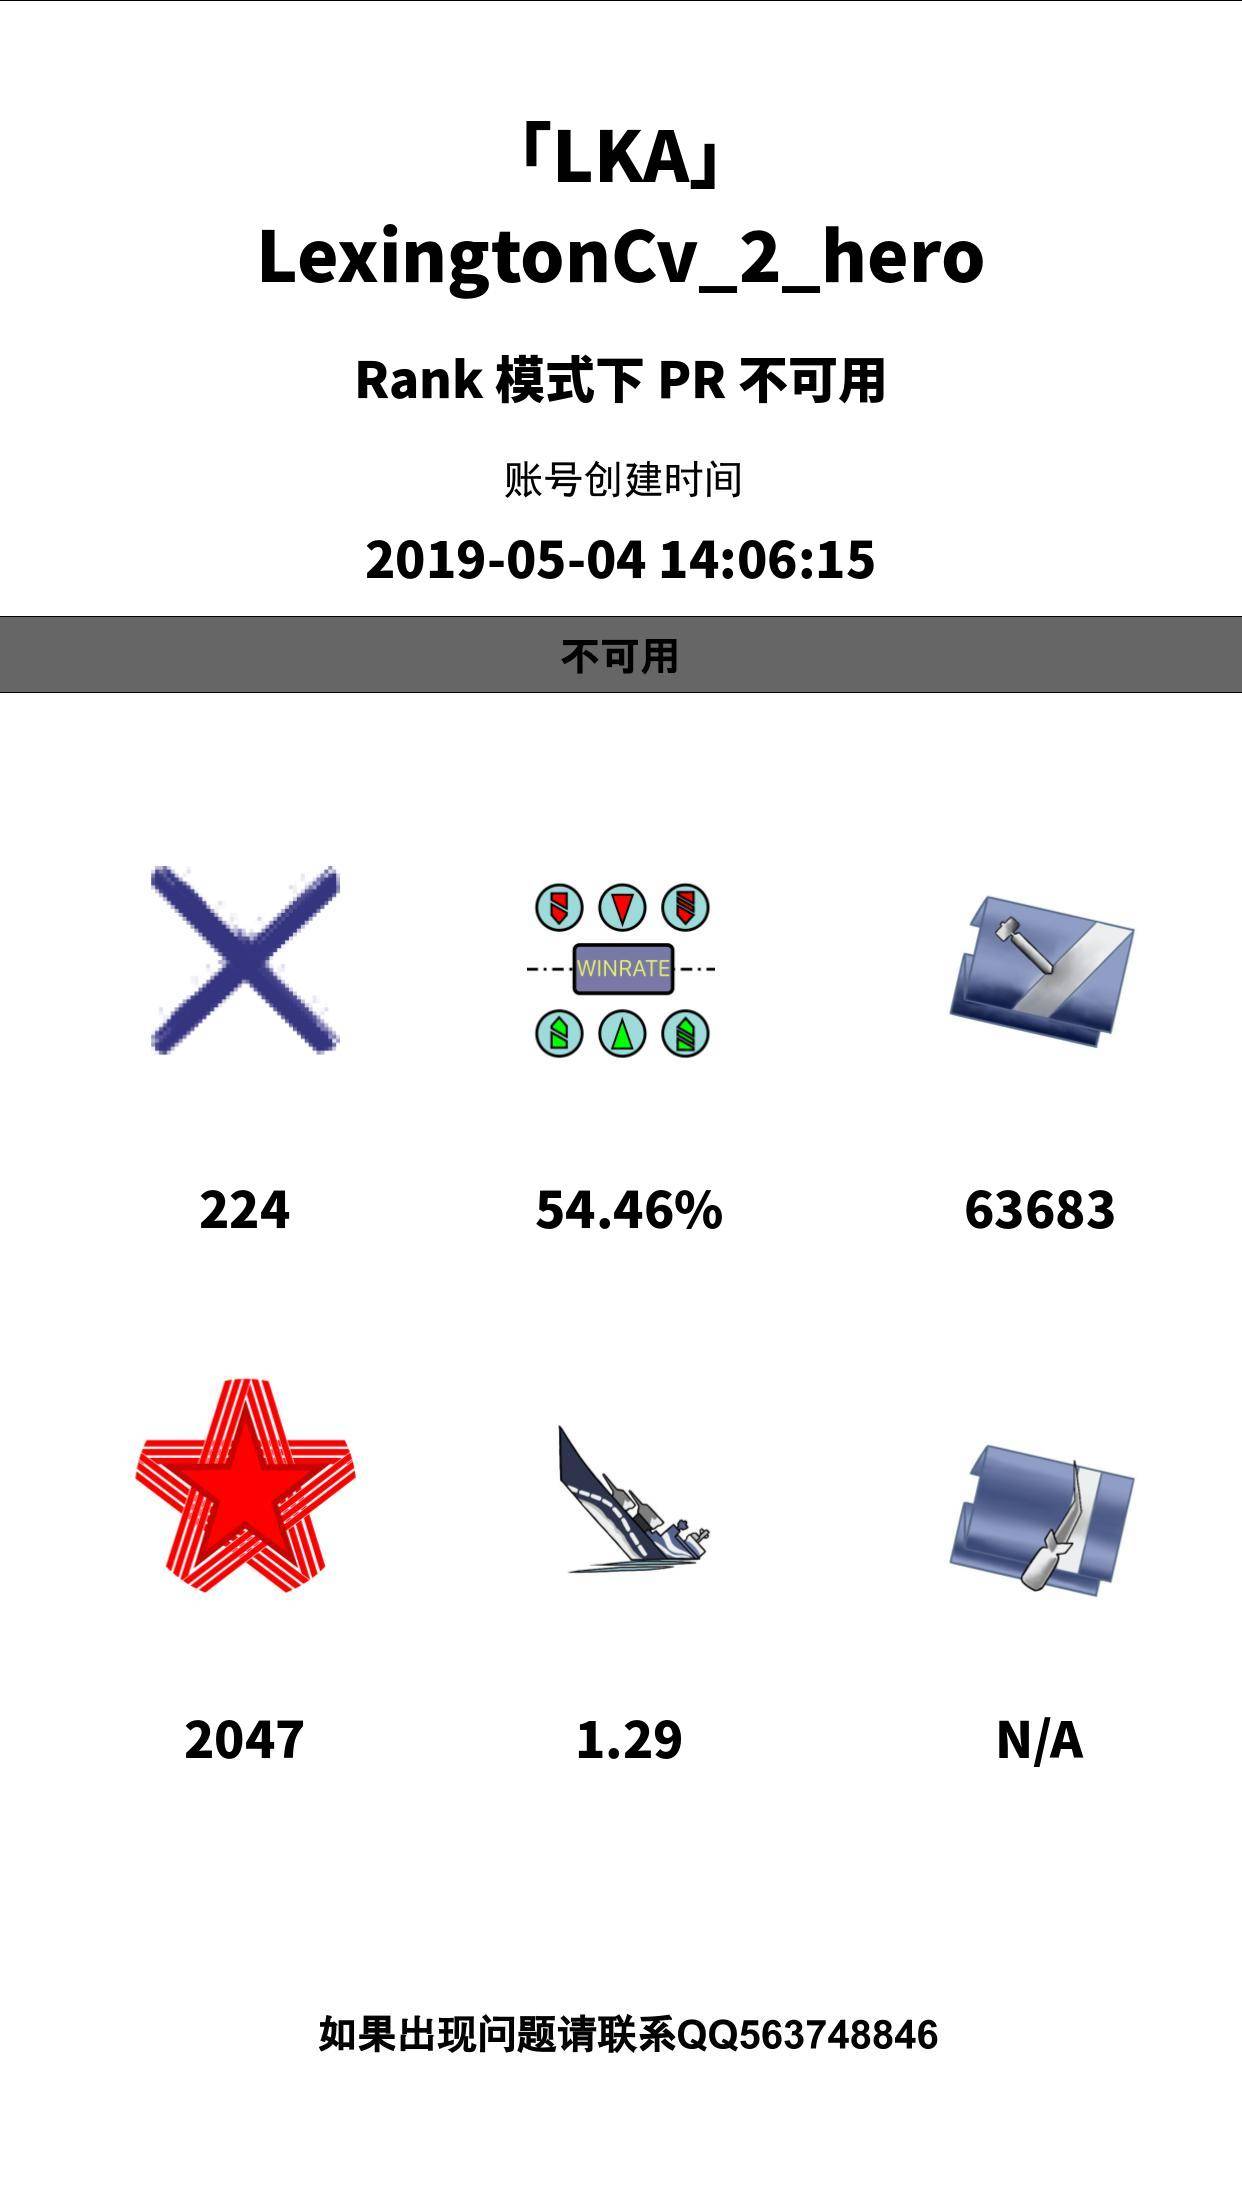 「LKA」
LexingtonCv_2_hero
Rank 模式下 PR 不可用
账号创建时间
2019-05-04 14:06:15
不可用
WINRATE
224 54.46% 63683
2047 1.29 N/A
如果出现问题请联系QQ563748846